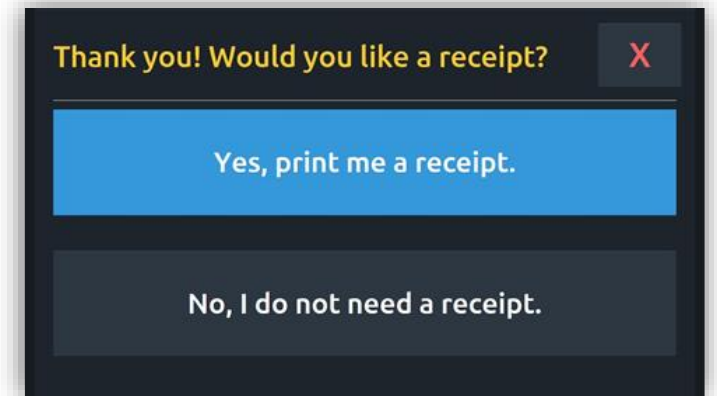 Thank you! Would you like a receipt?
X
Yes, print me a receipt.
No, I do not need a receipt.